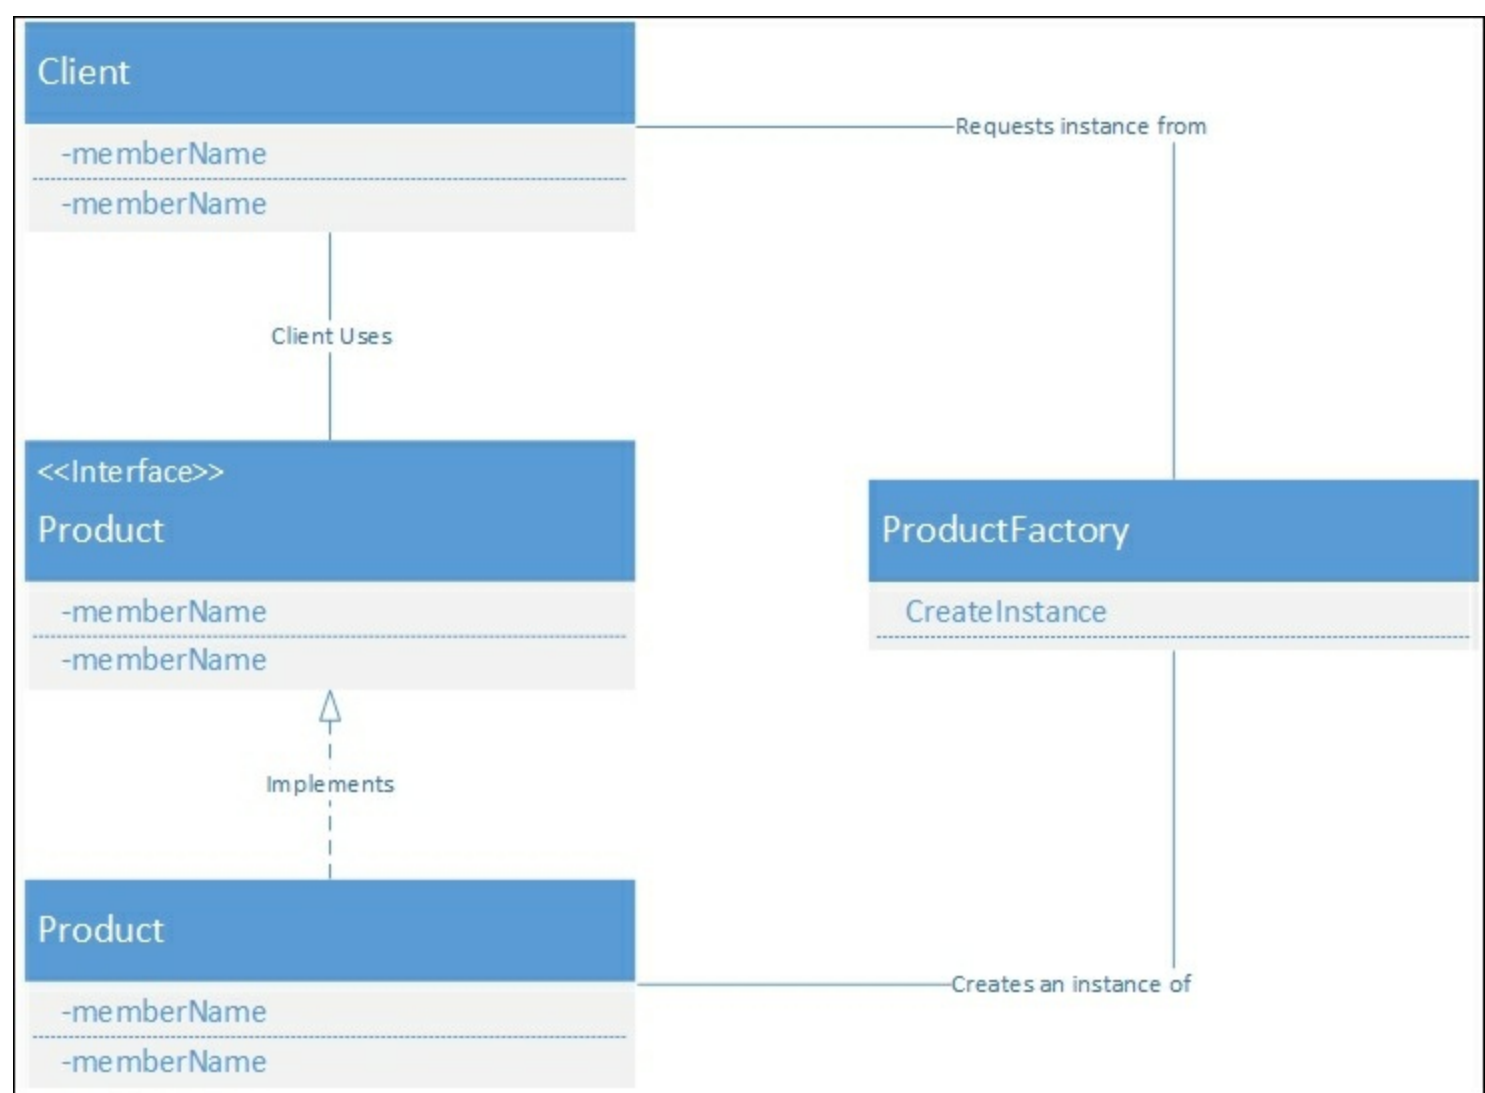 Client
-memberName
-memberName
Requests instance from
Client Uses
<<Interface>>
Product
-memberName
-memberName
ProductFactory
CreateInstance
Implements
Product
-memberName
-memberName
Creates an instance of